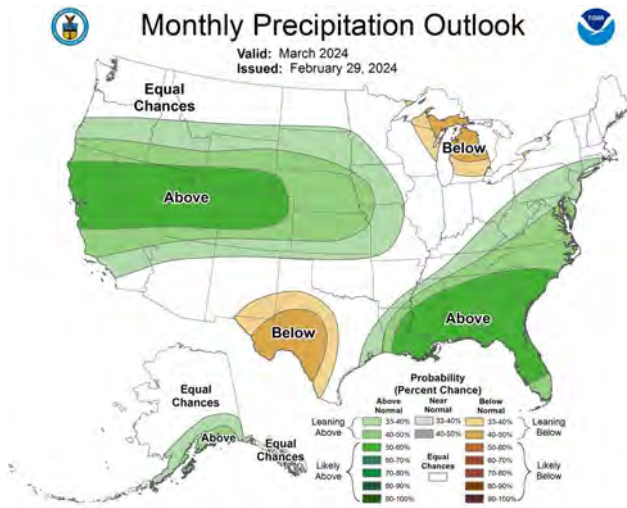 Monthly Precipitation Outlook
Valid: March 2024
Issued: February 29, 2024
NOAA
Equal
Chances
Above
Below
Above
Below
Equal
Chances
Above
Equal
Chances
Probability
(Percent Chance)
Above Normal
Near Normal
Below Normal
Leaning Above
33-40% 33-40% 33-40%
40-50% 40-50% 40-50%
Leaning Below
Likely Above
50-60% 50-60%
60-70% 60-70%
70-80% 70-80%
80-90% 80-90%
90-100% 90-100%
Equal Chances
Likely Below